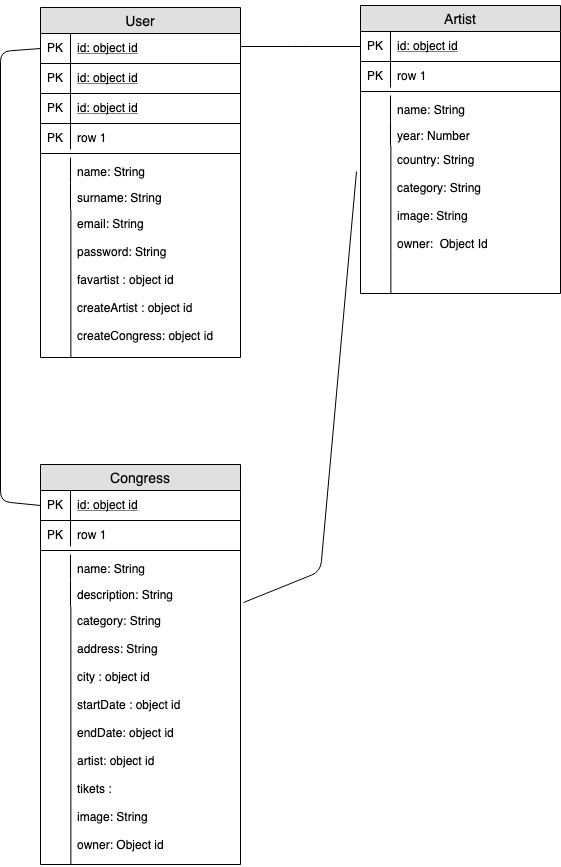 User
PK id: object id
PK id: object id
PK id: object id
PK row 1
name: String
surname: String
email: String
password: String
favartist : object id
createArtist : object id
createCongress: object id
Artist
PK id: object id
PK row 1
name: String
year: Number
country: String
category: String
image: String
owner: Object Id
Congress
PK id: object id
PK row 1
name: String
description: String
category: String
address: String
city : object id
startDate : object id
endDate: object id
artist: object id
tikets :
image: String
owner: Object id